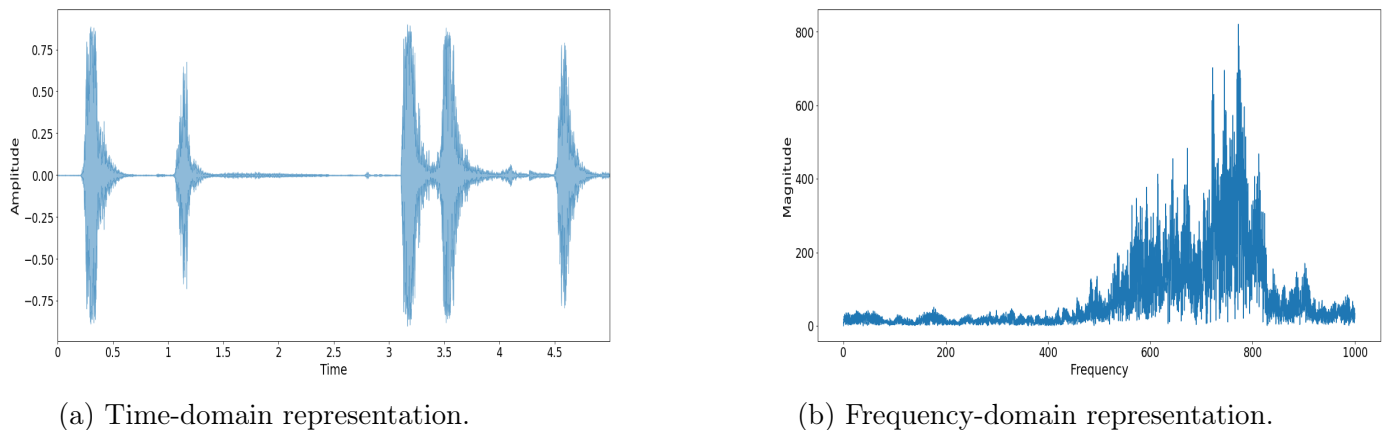 0.75
0.50
0.25
0.00
−0.25
−0.50
−0.75
Amplitude
0 0.5 1 1.5 2 2.5 3 3.5 4 4.5
Time
(a) Time-domain representation.
800
600
400
200
0
Magnitude
0 200 400 600 800 1000
Frequency
(b) Frequency-domain representation.